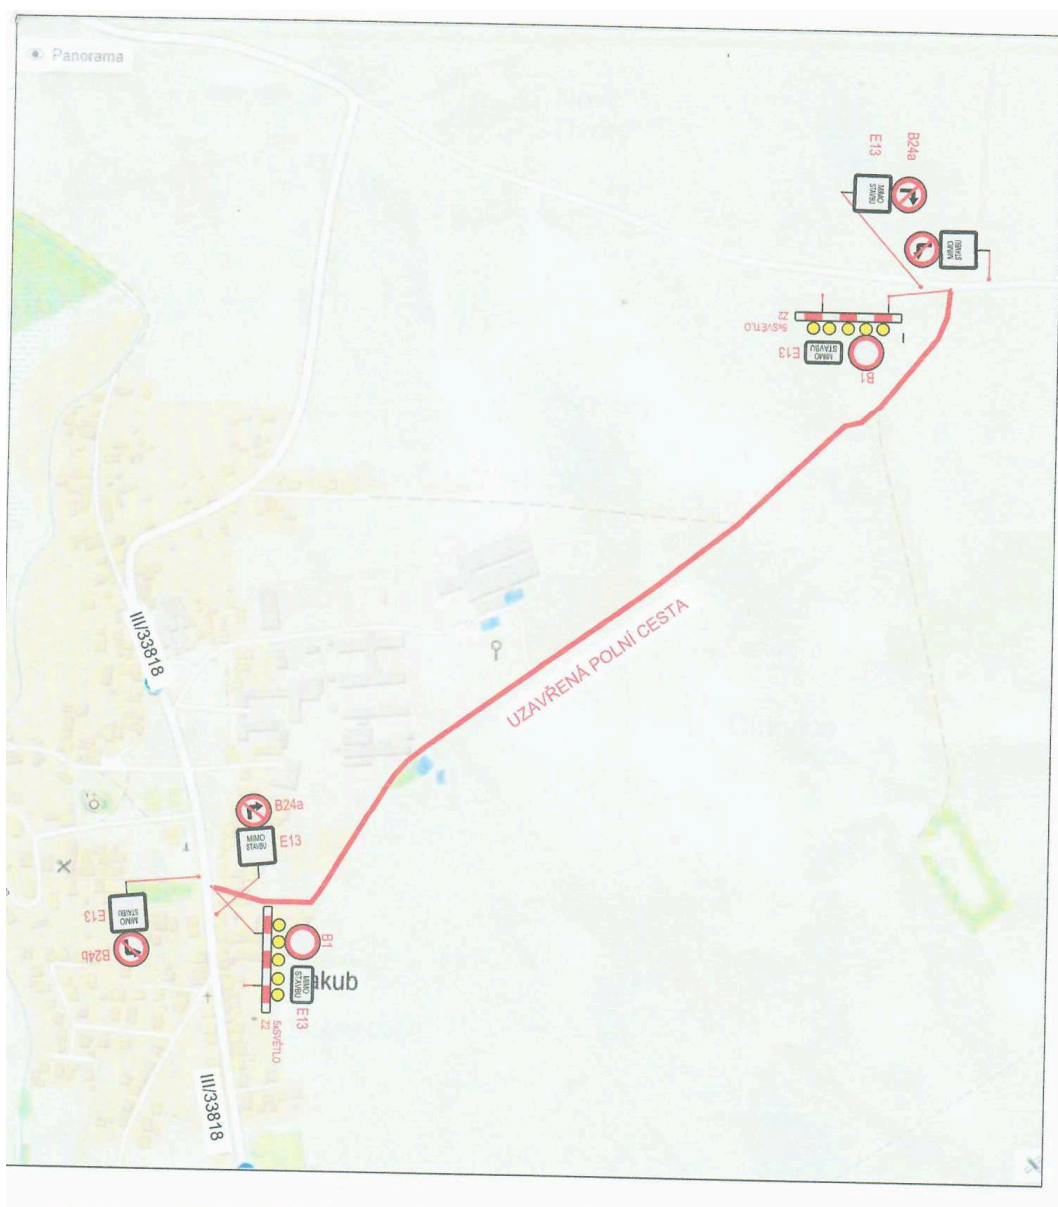 Panorama
B24a
E13
MIMO
STAVBU
MIMO
STAVBU
Z2
5xSVĚTLO
E13
MIMO
STAVBU
B1
UZAVŘENÁ POLNÍ CESTA
III/33818
B24a
E13
MIMO
STAVBU
E13
MIMO
STAVBU
B24b
B1
MIMO
STAVBU
akub
E13
Z2
5xSVĚTLO
III/33818